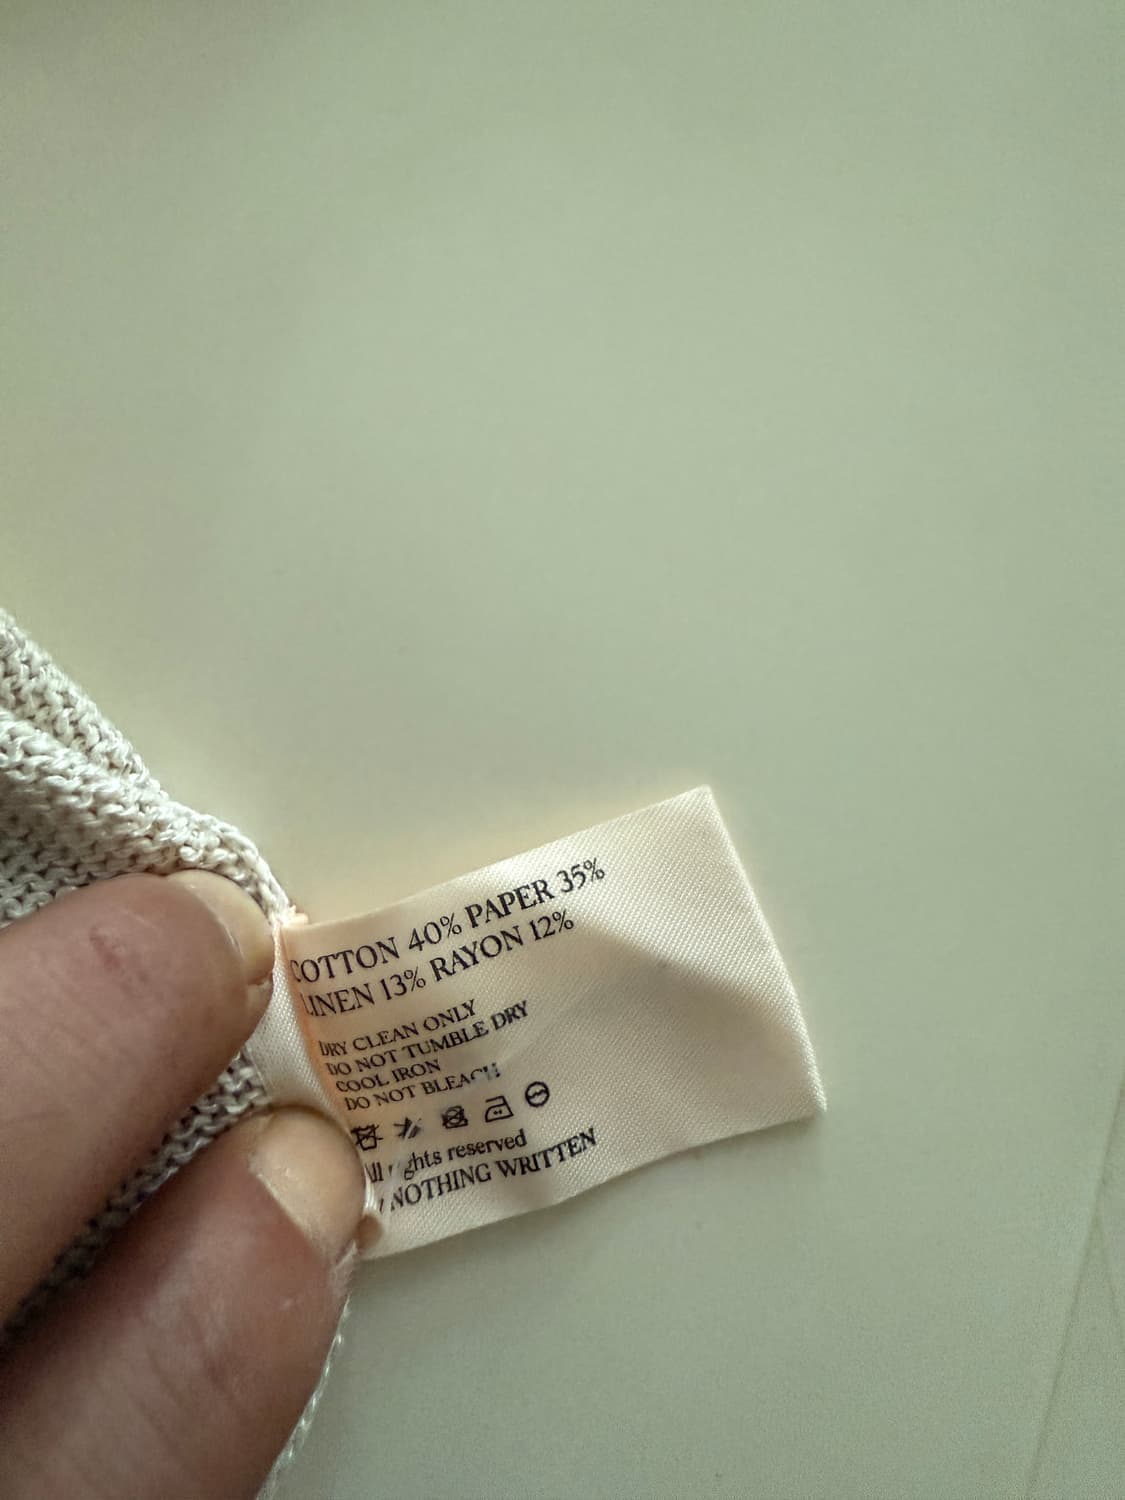 COTTON 40% PAPER 35%
LINEN 13% RAYON 12%
DRY CLEAN ONLY
DO NOT TUMBLE DRY
COOL IRON
DO NOT BLEACH
All rights reserved
NOTHING WRITTEN